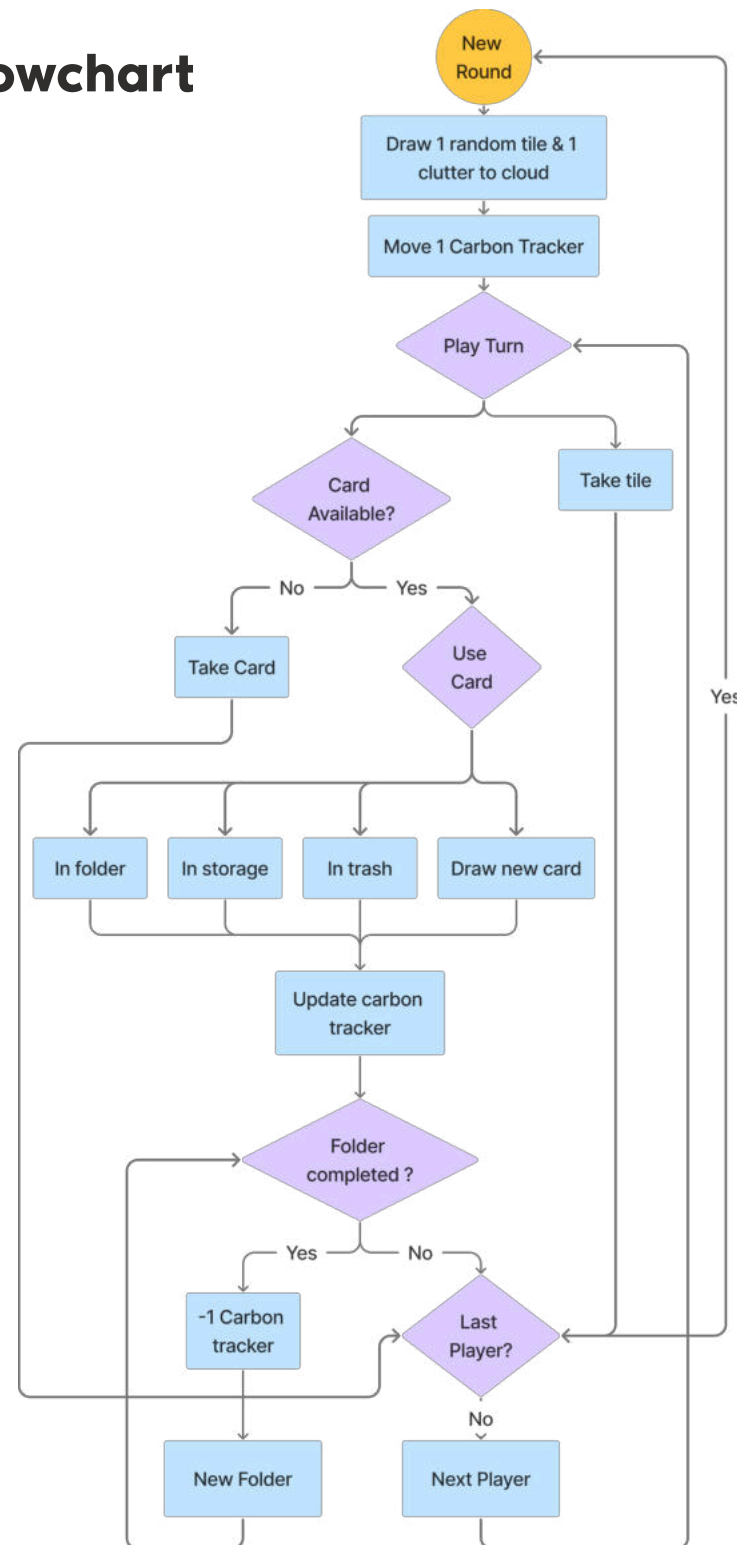 owchart
New
Round
Draw 1 random tile & 1
clutter to cloud
Move 1 Carbon Tracker
Play Turn
Card
Available?
Take tile
No
Yes
Take Card
Use
Card
Yes
In folder
In storage
In trash
Draw new card
Update carbon
tracker
Folder
completed ?
Yes
No
-1 Carbon
tracker
Last
Player?
No
New Folder
Next Player